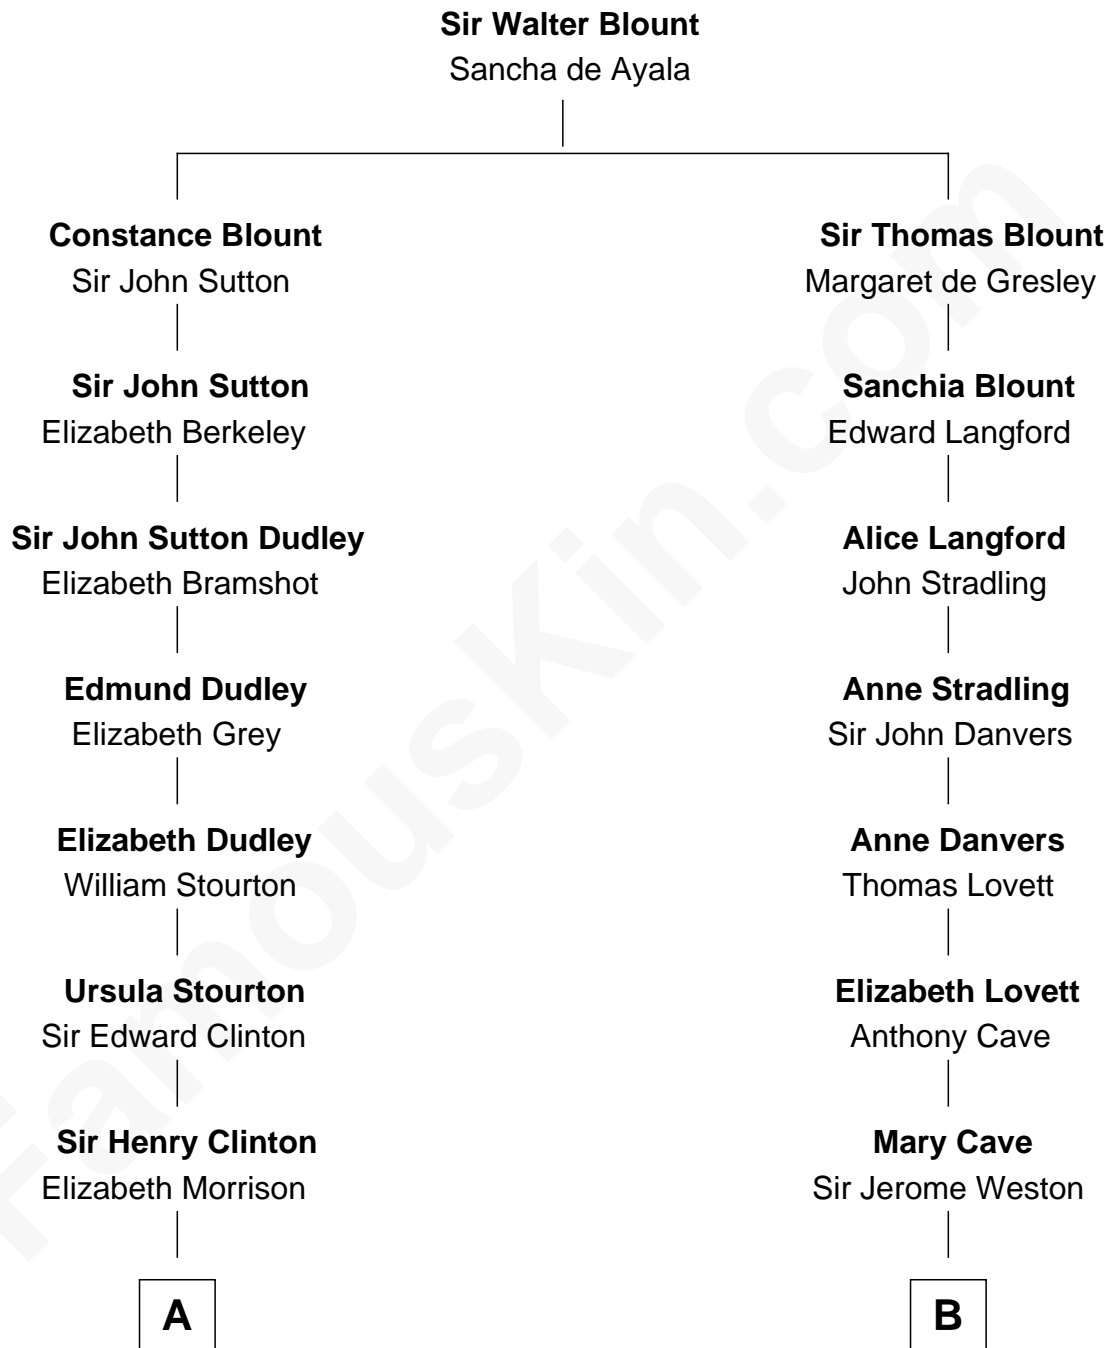 Sir Walter Blount
Sancha de Ayala
Constance Blount
Sir John Sutton
Sir Thomas Blount
Margaret de Gresley
Sir John Sutton
Elizabeth Berkeley
Sanchia Blount
Edward Langford
Sir John Sutton Dudley
Elizabeth Bramshot
Alice Langford
John Stradling
Edmund Dudley
Elizabeth Grey
Anne Stradling
Sir John Danvers
Elizabeth Dudley
William Stourton
Anne Danvers
Thomas Lovett
Ursula Stourton
Sir Edward Clinton
Elizabeth Lovett
Anthony Cave
Sir Henry Clinton
Elizabeth Morrison
Mary Cave
Sir Jerome Weston
A
B
FamousKin.com